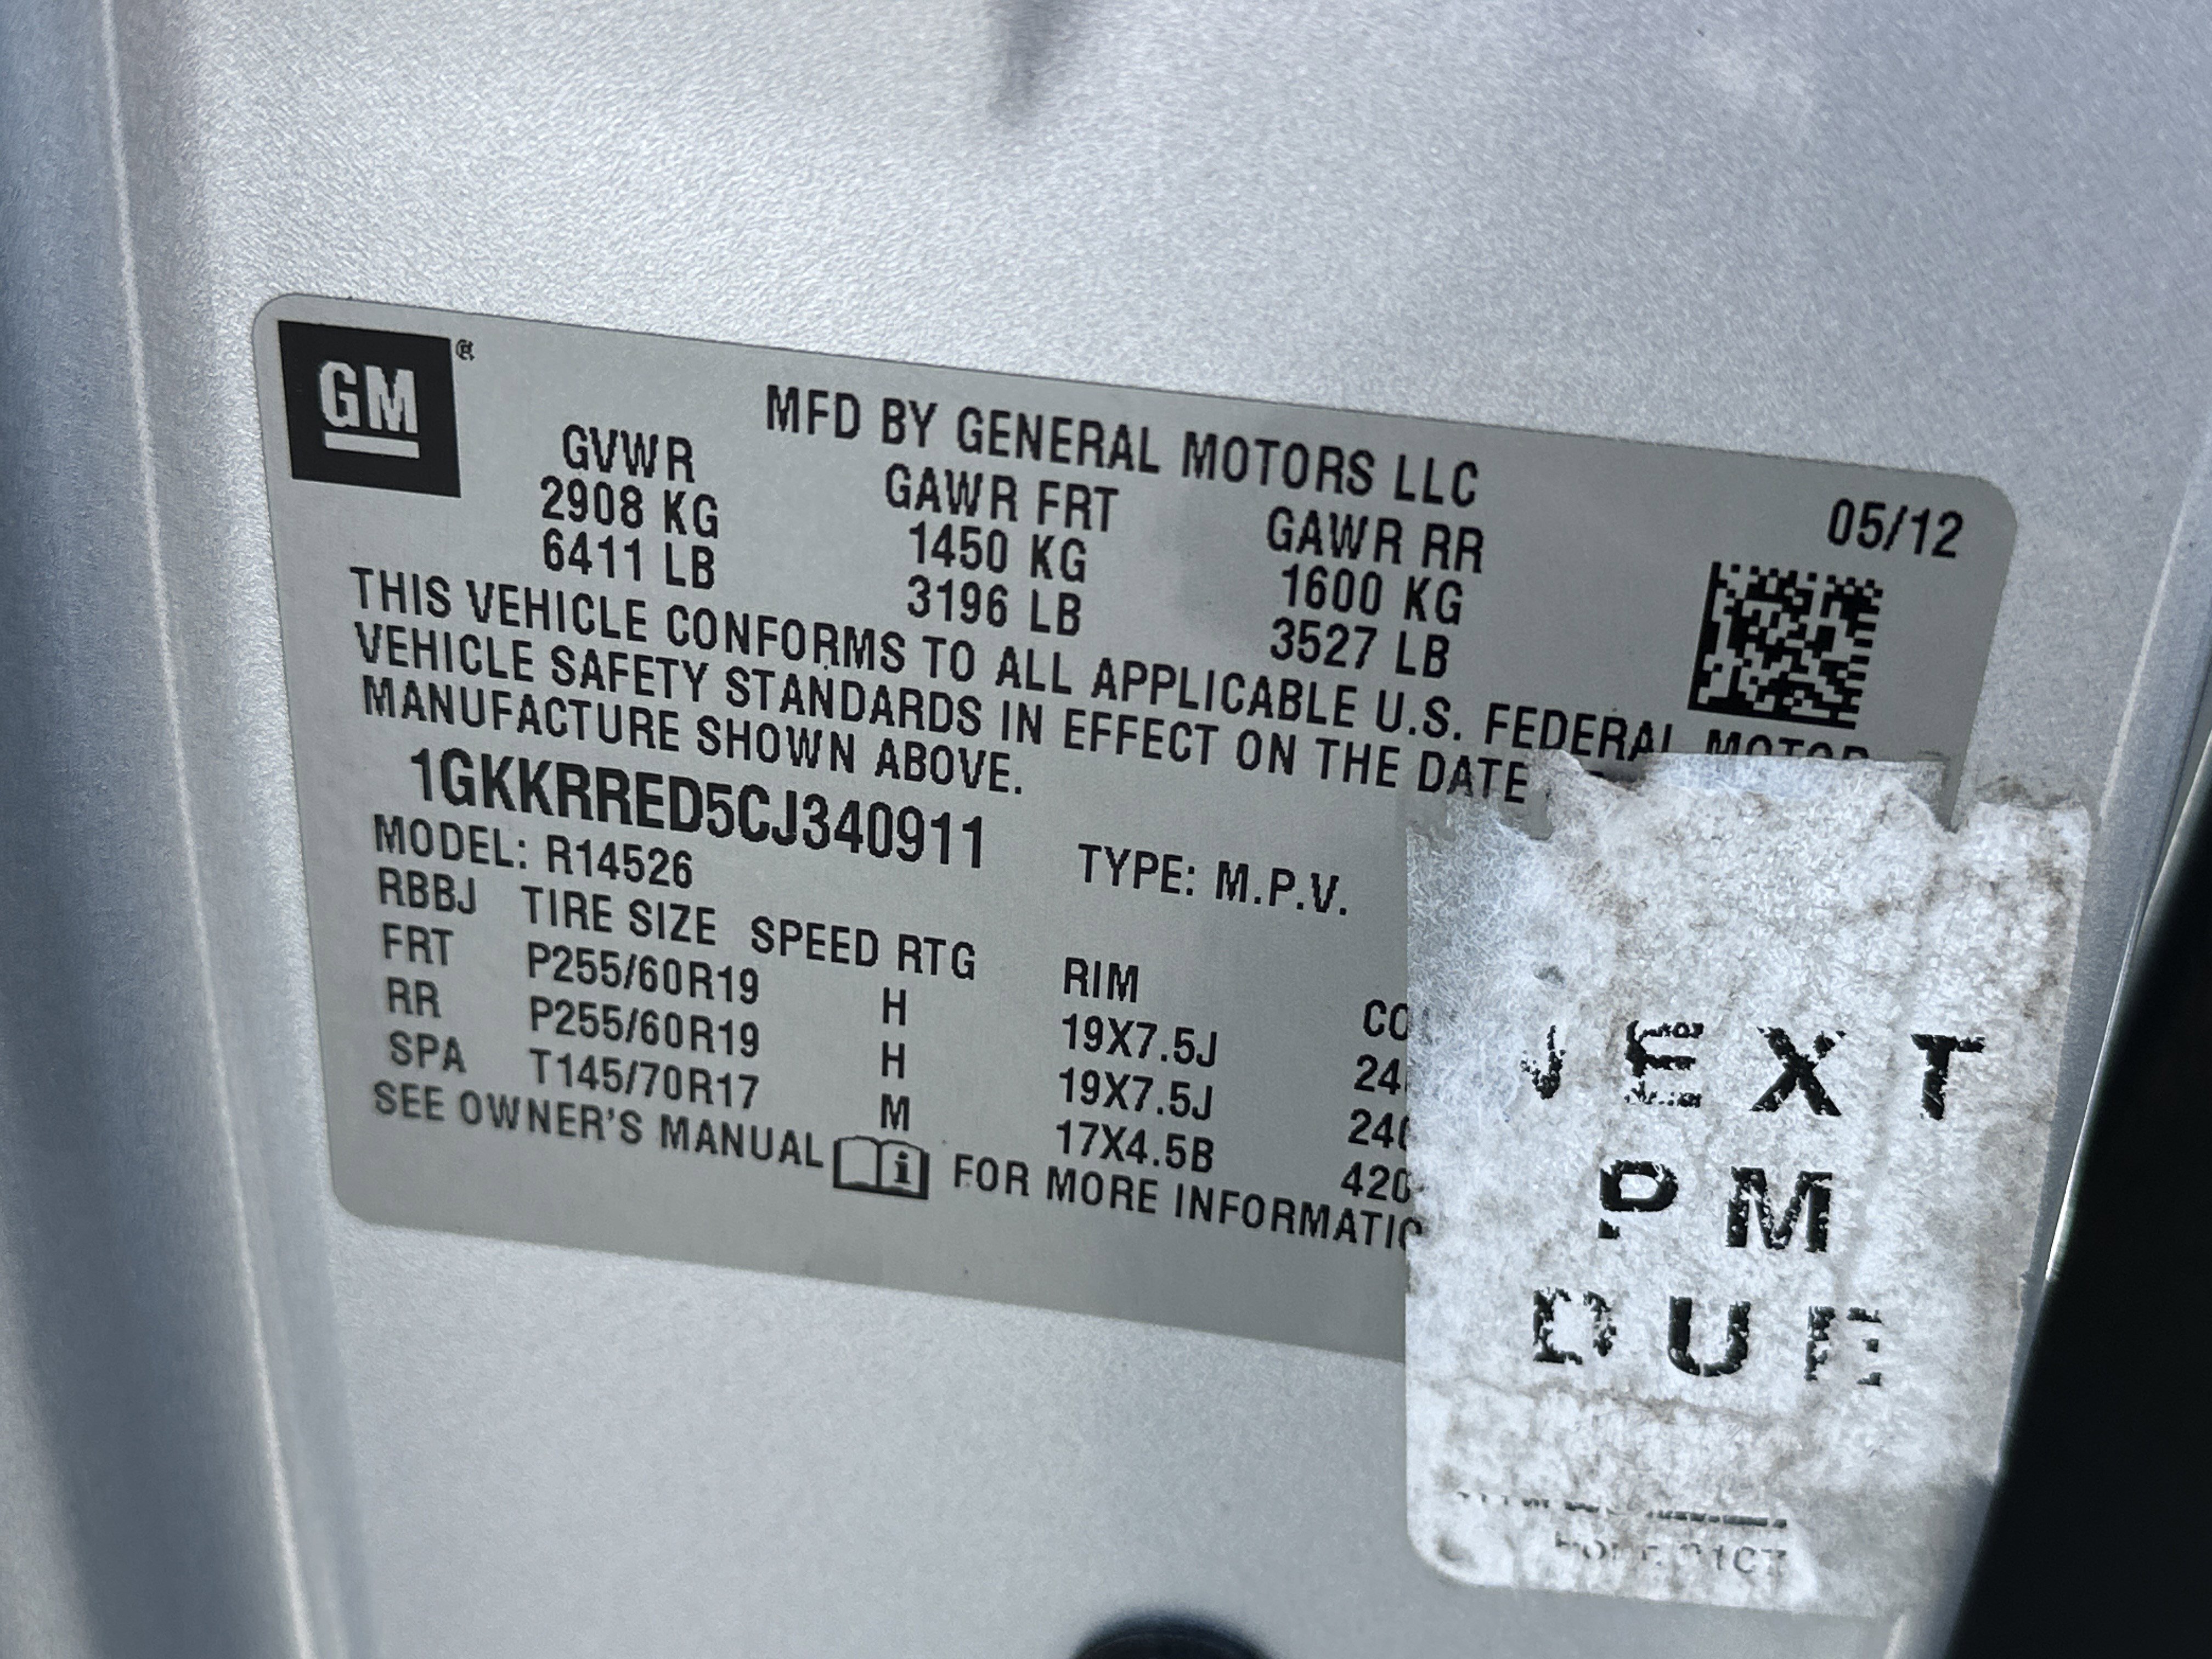 GM ®
MFD BY GENERAL MOTORS LLC
05/12
GVWR GAWR FRT GAWR RR
2908 KG 1450 KG 1600 KG
6411 LB 3196 LB 3527 LB
THIS VEHICLE CONFORMS TO ALL APPLICABLE U.S. FEDERAL MOTOR
VEHICLE SAFETY STANDARDS IN EFFECT ON THE DATE
MANUFACTURE SHOWN ABOVE.
1GKKRRED5CJ340911 TYPE: M.P.V.
MODEL: R14526
RBBJ TIRE SIZE SPEED RTG RIM
FRT P255/60R19 H 19X7.5J
RR P255/60R19 H 19X7.5J
SPA T145/70R17 M 17X4.5B 420
SEE OWNER'S MANUAL i FOR MORE
NEXT
PM
DUE